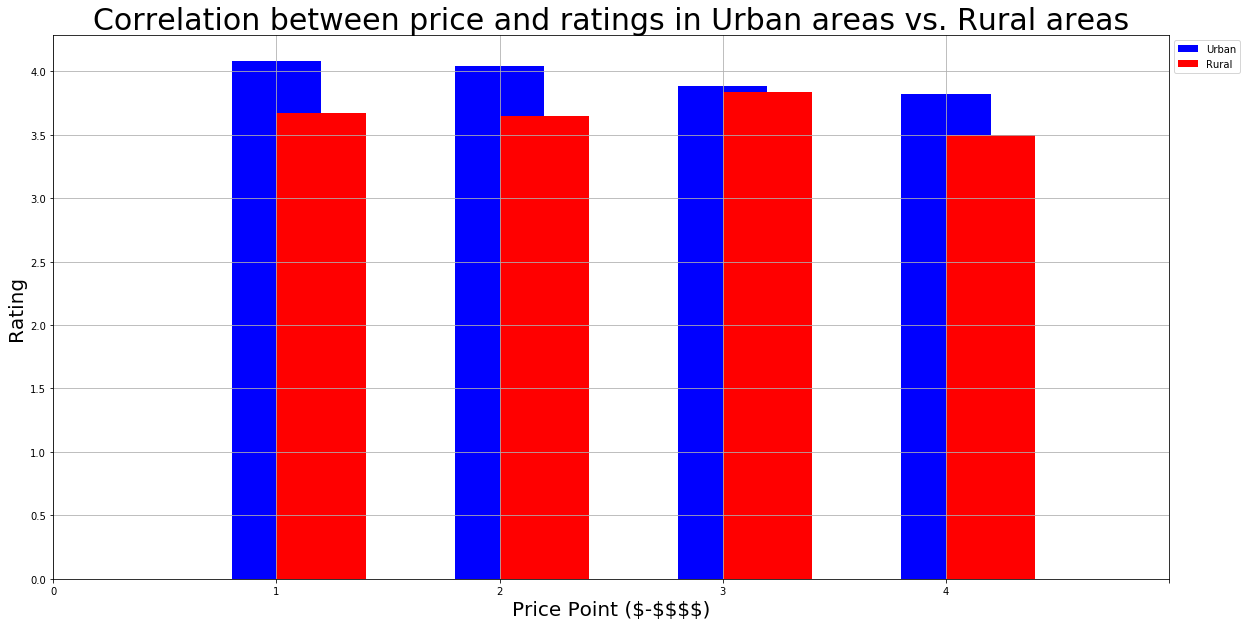 Correlation between price and ratings in Urban areas vs. Rural areas
Urban
Rural
4.0
3.5
3.0
2.5
2.0
1.5
1.0
0.5
0.0
Rating
0 1 2 3 4
Price Point ($-$$$$)